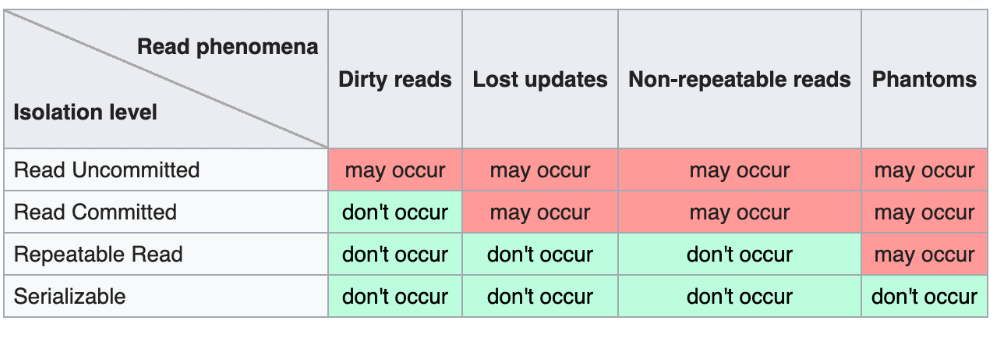 Read phenomena
Isolation level
Dirty reads Lost updates Non-repeatable reads Phantoms
Read Uncommitted may occur may occur may occur may occur
Read Committed don't occur may occur may occur may occur
Repeatable Read don't occur don't occur don't occur may occur
Serializable don't occur don't occur don't occur don't occur